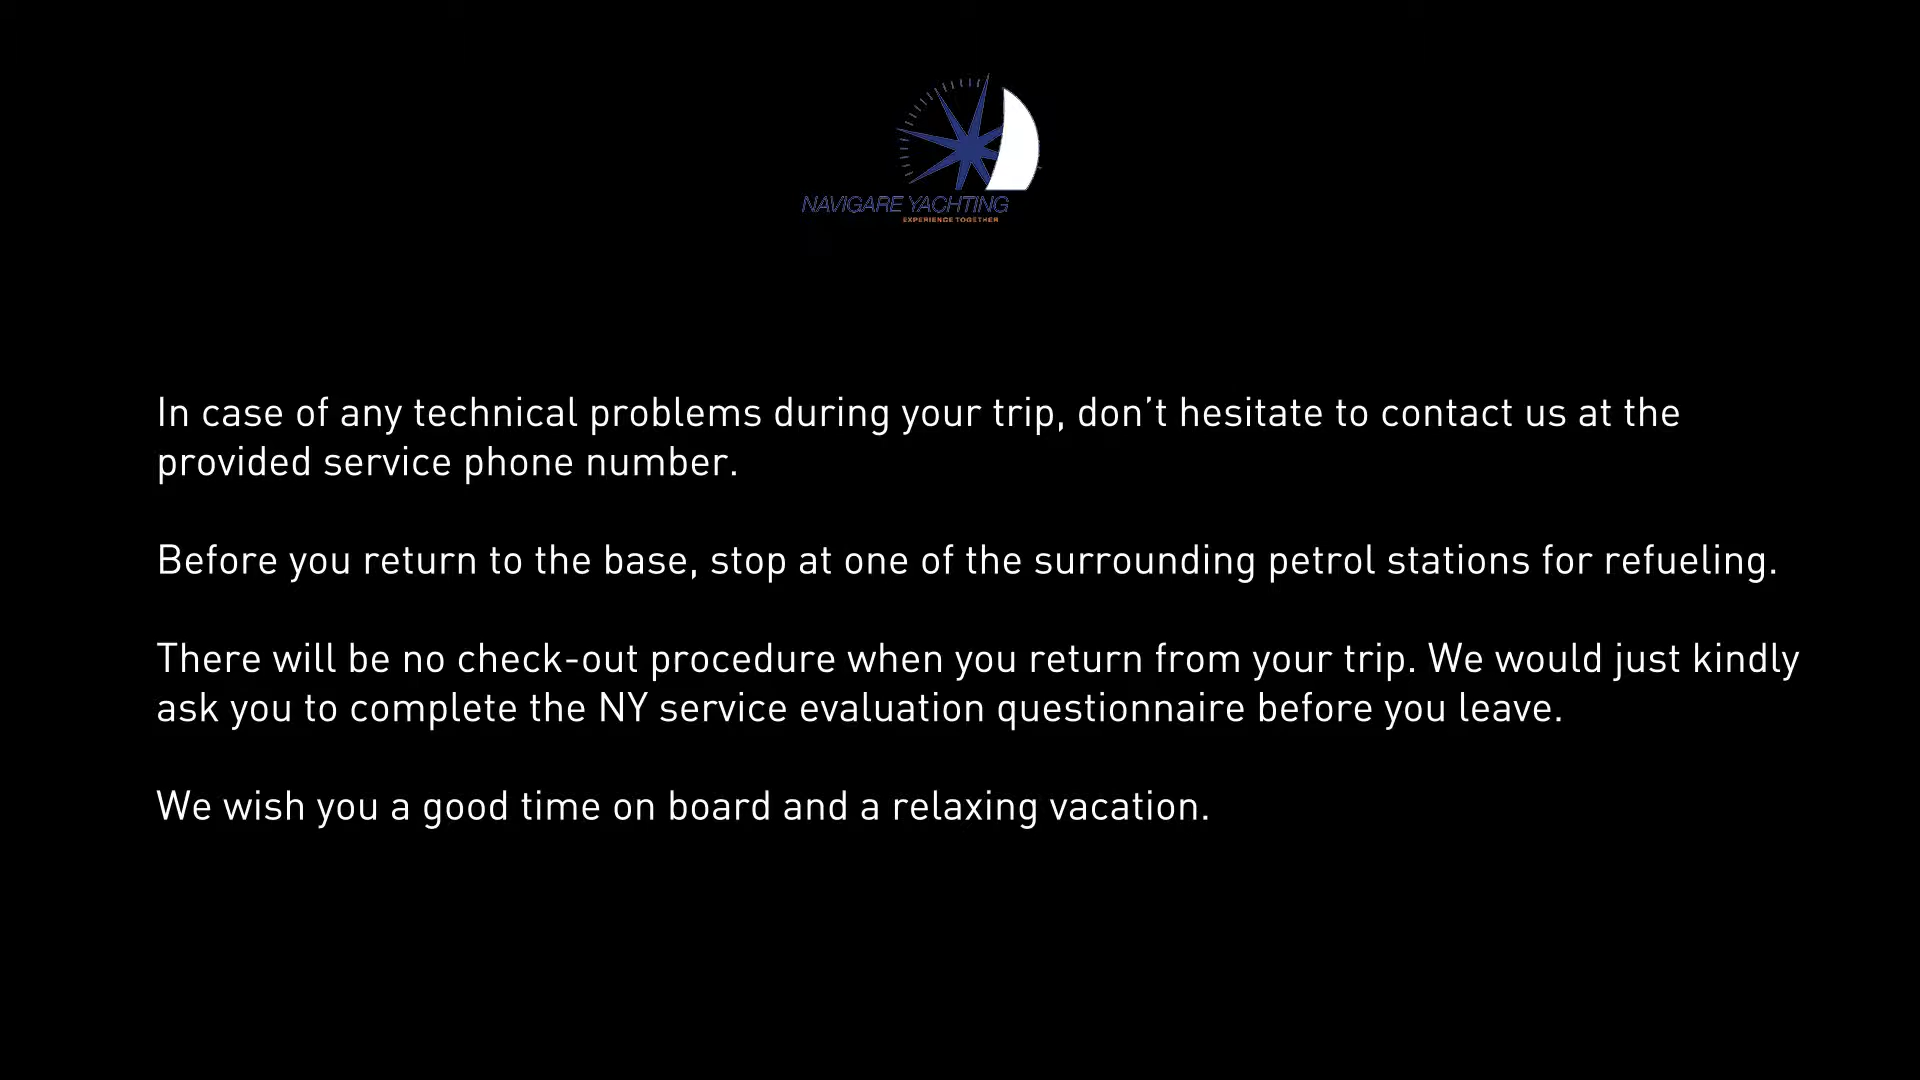 NAVIGARE YACHTING
EXPERIENCE TOGETHER
In case of any technical problems during your trip, don’t hesitate to contact us at the
provided service phone number.
Before you return to the base, stop at one of the surrounding petrol stations for refueling.
There will be no check-out procedure when you return from your trip. We would just kindly
ask you to complete the NY service evaluation questionnaire before you leave.
We wish you a good time on board and a relaxing vacation.